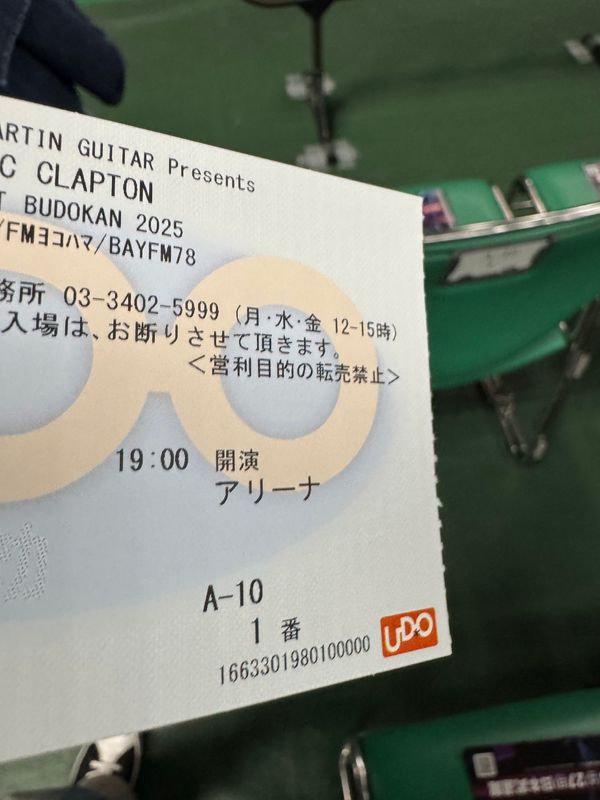 ARTIN GUITAR Presents
C CLAPTON
T BUDOKAN 2025
/FMヨコハマ/BAYFM78
務所 03-3402-5999 (月・水・金 12-15時)
入場は、お断りさせて頂きます。
<営利目的の転売禁止>
19:00 開演
アリーナ
A-10
1 番
1663301980100000
UDO